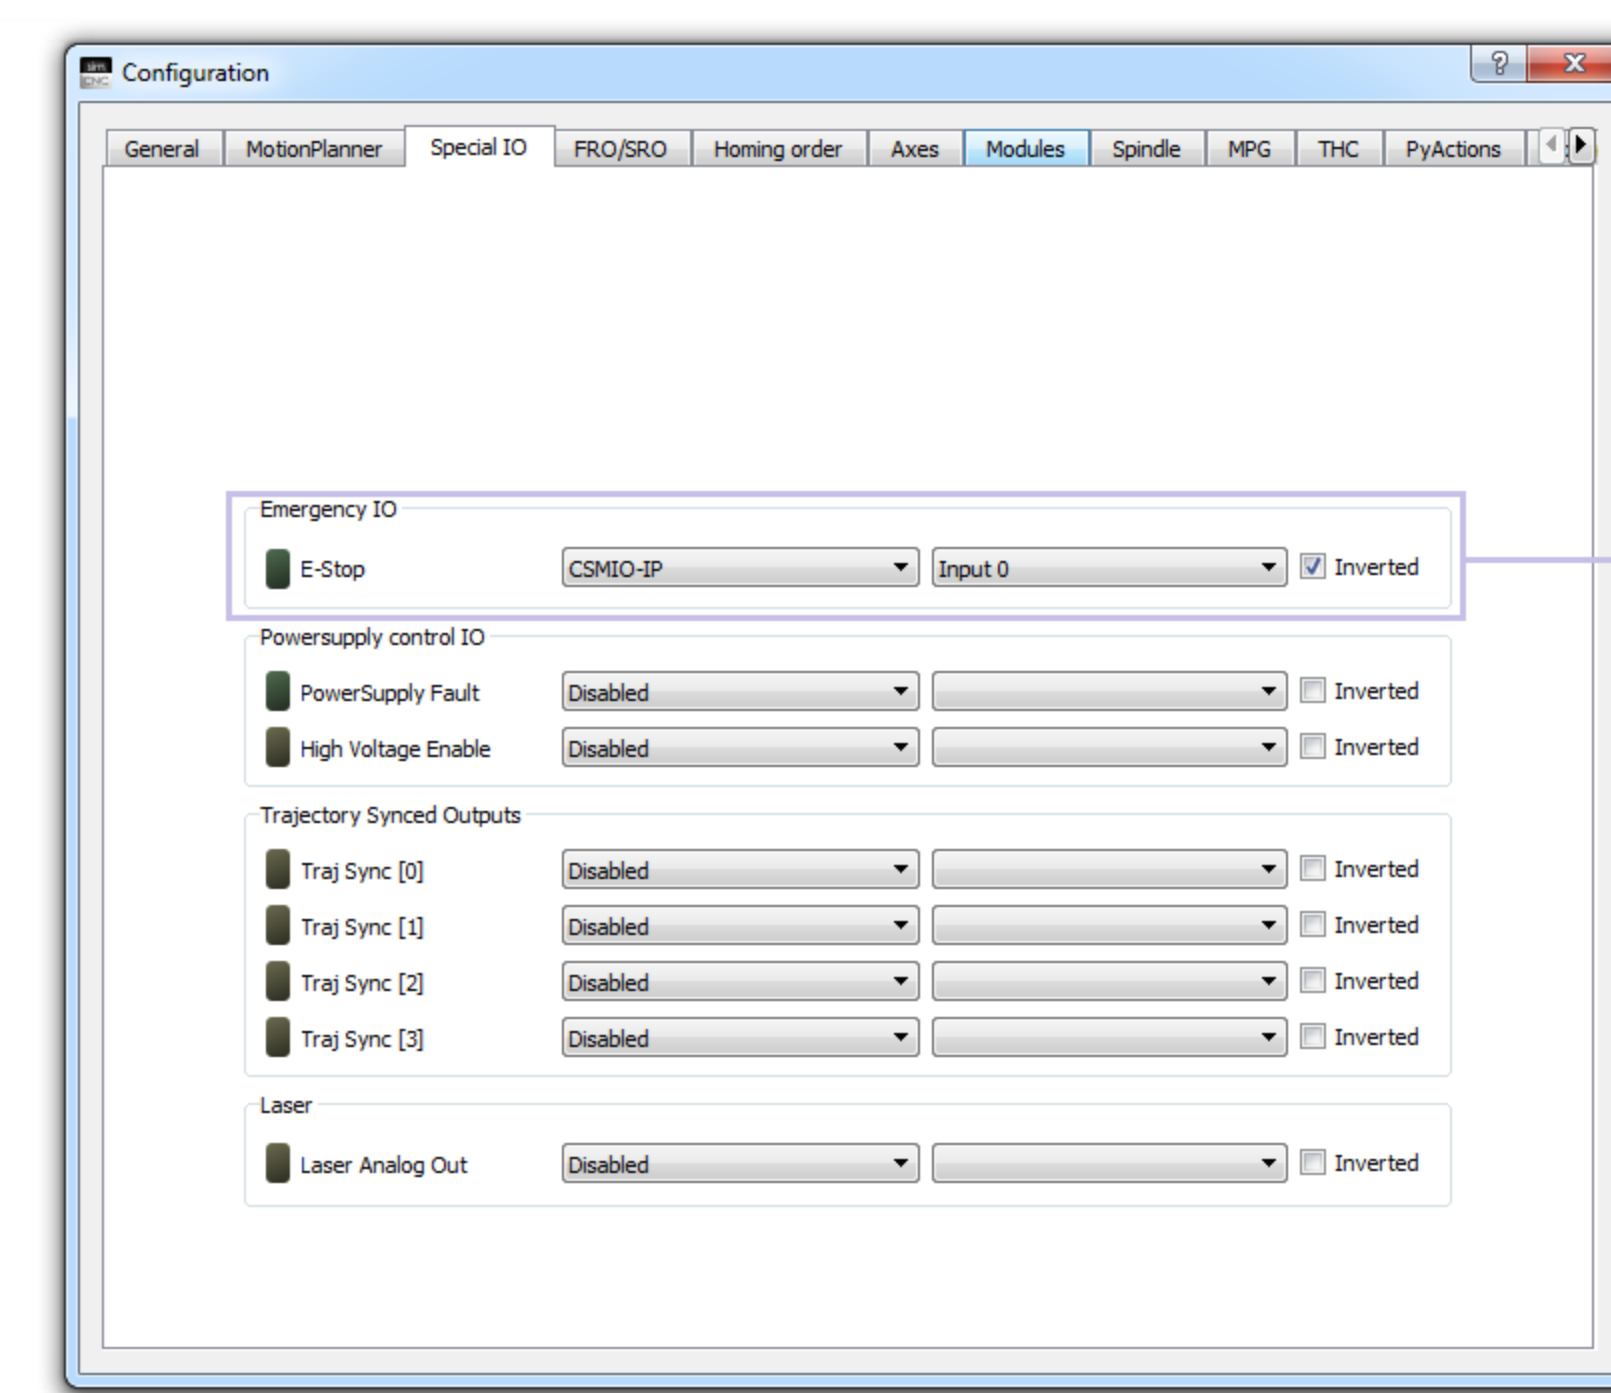 sim
CNC
Configuration
General MotionPlanner Special IO FRO/SRO Homing order Axes Modules Spindle MPG THC PyActions
Emergency IO
E-Stop CSMIO-IP Input 0 Inverted
Powersupply control IO
PowerSupply Fault Disabled Inverted
High Voltage Enable Disabled Inverted
Trajectory Synced Outputs
Traj Sync [0] Disabled Inverted
Traj Sync [1] Disabled Inverted
Traj Sync [2] Disabled Inverted
Traj Sync [3] Disabled Inverted
Laser
Laser Analog Out Disabled Inverted